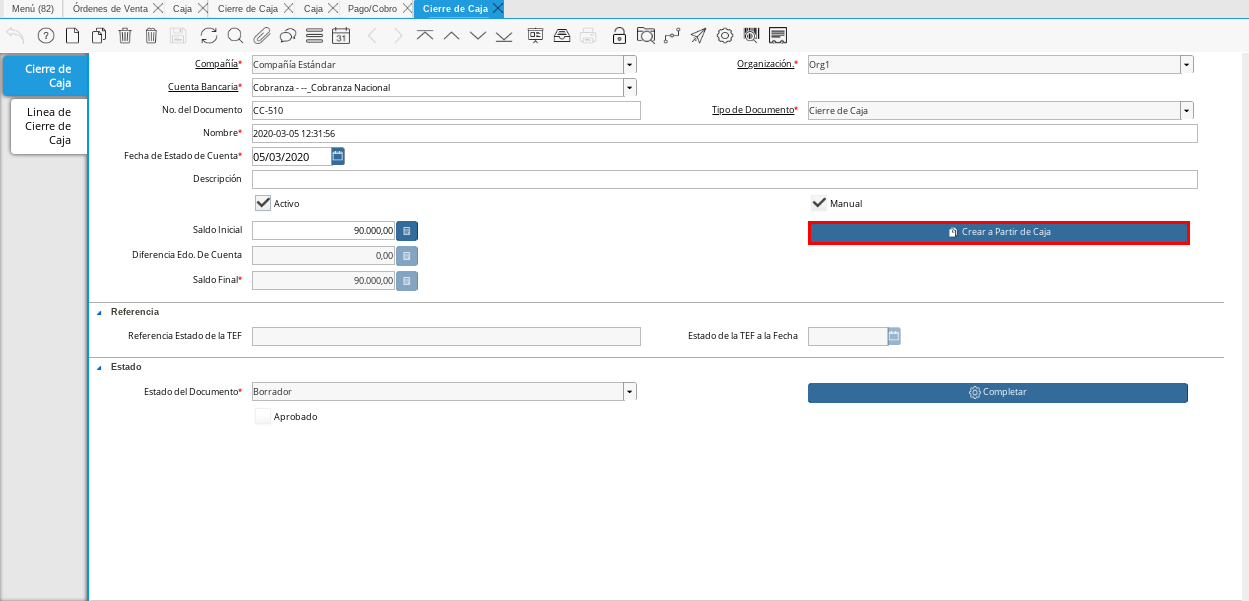 Menú (82) Órdenes de Venta Caja Cierre de Caja Caja Pago/Cobro Cierre de Caja
31
Cierre de
Caja
Linea de
Cierre de
Caja
Compañía* Compañía Estándar Organización.* Org1
Cuenta Bancaria* Cobranza - --_Cobranza Nacional
No. del Documento CC-510 Tipo de Documento* Cierre de Caja
Nombre* 2020-03-05 12:31:56
Fecha de Estado de Cuenta* 05/03/2020
Descripción
Activo Manual
Saldo Inicial 90.000,00 Crear a Partir de Caja
Diferencia Edo. De Cuenta 0,00
Saldo Final* 90.000,00
Referencia
Referencia Estado de la TEF Estado de la TEF a la Fecha
Estado
Estado del Documento* Borrador Completar
Aprobado